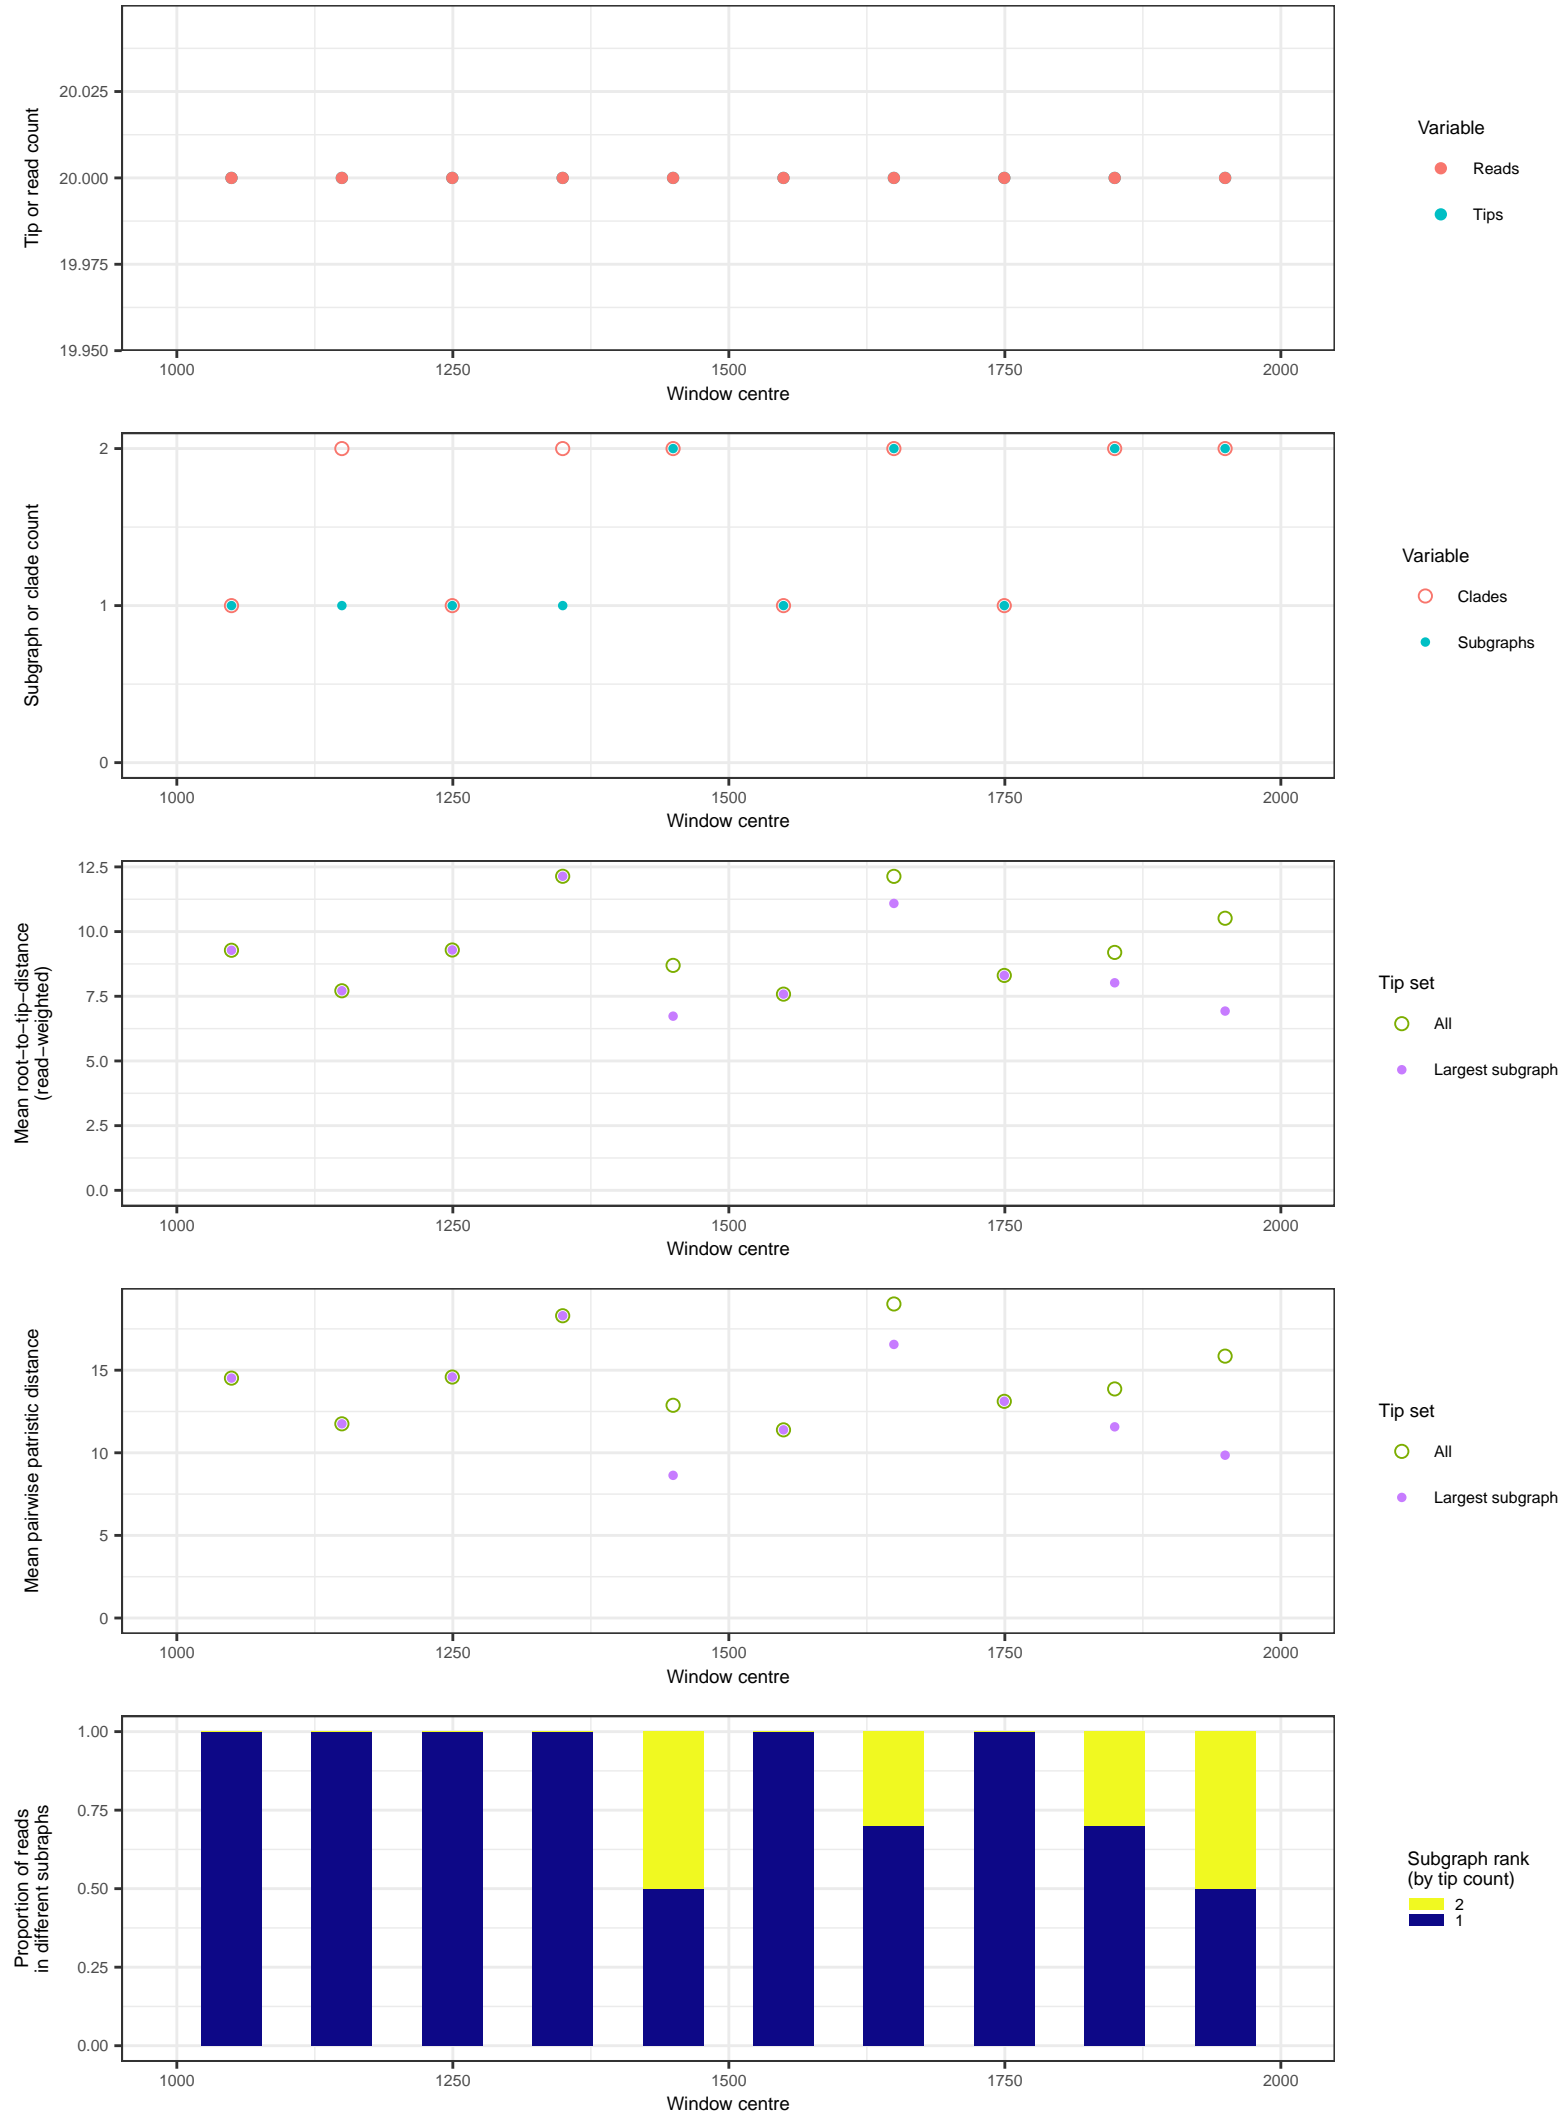 20.025
20.000
19.975
19.950
Tip or read count
1000 1250 1500 1750 2000
Window centre
Variable
Reads
Tips
2
1
0
Subgraph or clade count
1000 1250 1500 1750 2000
Window centre
Variable
Clades
Subgraphs
12.5
10.0
7.5
5.0
2.5
0.0
Mean root−to−tip−distance
(read−weighted)
1000 1250 1500 1750 2000
Window centre
Tip set
All
Largest subgraph
15
10
5
0
Mean pairwise patristic distance
1000 1250 1500 1750 2000
Window centre
Tip set
All
Largest subgraph
1.00
0.75
0.50
0.25
0.00
Proportion of reads
in different subraphs
1000 1250 1500 1750 2000
Window centre
Subgraph rank
(by tip count)
2
1